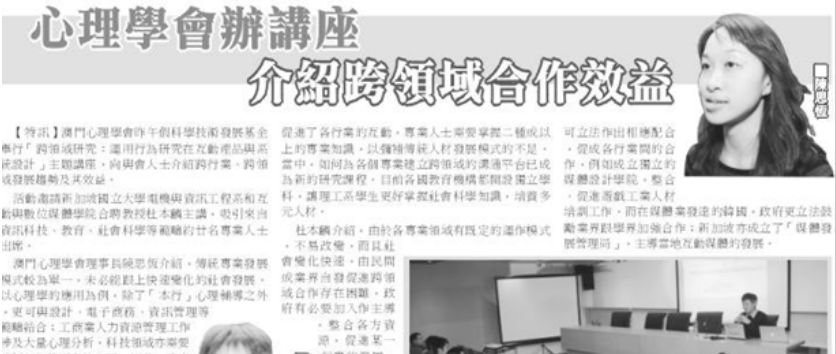 心理學會辦講座
介紹跨領域合作效益
陳思恆
【特訊】澳門心理學會昨午假科學技術發展基金
舉行「跨領域研究：運用行為研究在互動產品與系
統設計」主題講座，向與會人士介紹跨行業、跨領
域發展趨勢及其效益。
活動邀請新加坡國立大學電機與資訊工程系和互
動與數位媒體學院合聘教授杜本麟主講，吸引來自
資訊科技、教育、社會科學等範疇的廿名專業人士
出席。
澳門心理學會理事長陳思恆介紹，傳統專業發展
模式較為單一，未必能跟上快速變化的社會發展，
以心理學的應用為例，除了「本行」心理輔導之外
，更可與設計、電子商務、資訊管理等
範疇結合；工商業人力資源管理工作
涉及大量心理分析，科技領域亦需要
促進了各行業的互動。專業人士需要掌握二種或以
上的專業知識，以彌補傳統人材發展模式的不足。
當中，如何為各個專業建立跨領域的溝通平台已成
為新的研究課程。目前各國教育機構都開設獨立學
科，讓理工系學生更好掌握社會科學知識，培養多
元人材。
杜本麟介紹，由於各專業領域有既定的運作模式
，不易改變，而且社
會變化快速，由民間
或業界自發促進跨領
域合作存在困難。政
府有必要加入作主導
，整合各方資
源，促進某一
可立法作出相應配合
，促成各行業間的合
作，例如成立獨立的
媒體設計學院，整合
、促進遊戲工業人材
培訓工作。而在媒體業發達的韓國，政府更立法鼓
勵業界跟學界加強合作；新加坡亦成立了「媒體發
展管理局」，主導當地互動媒體的發展。